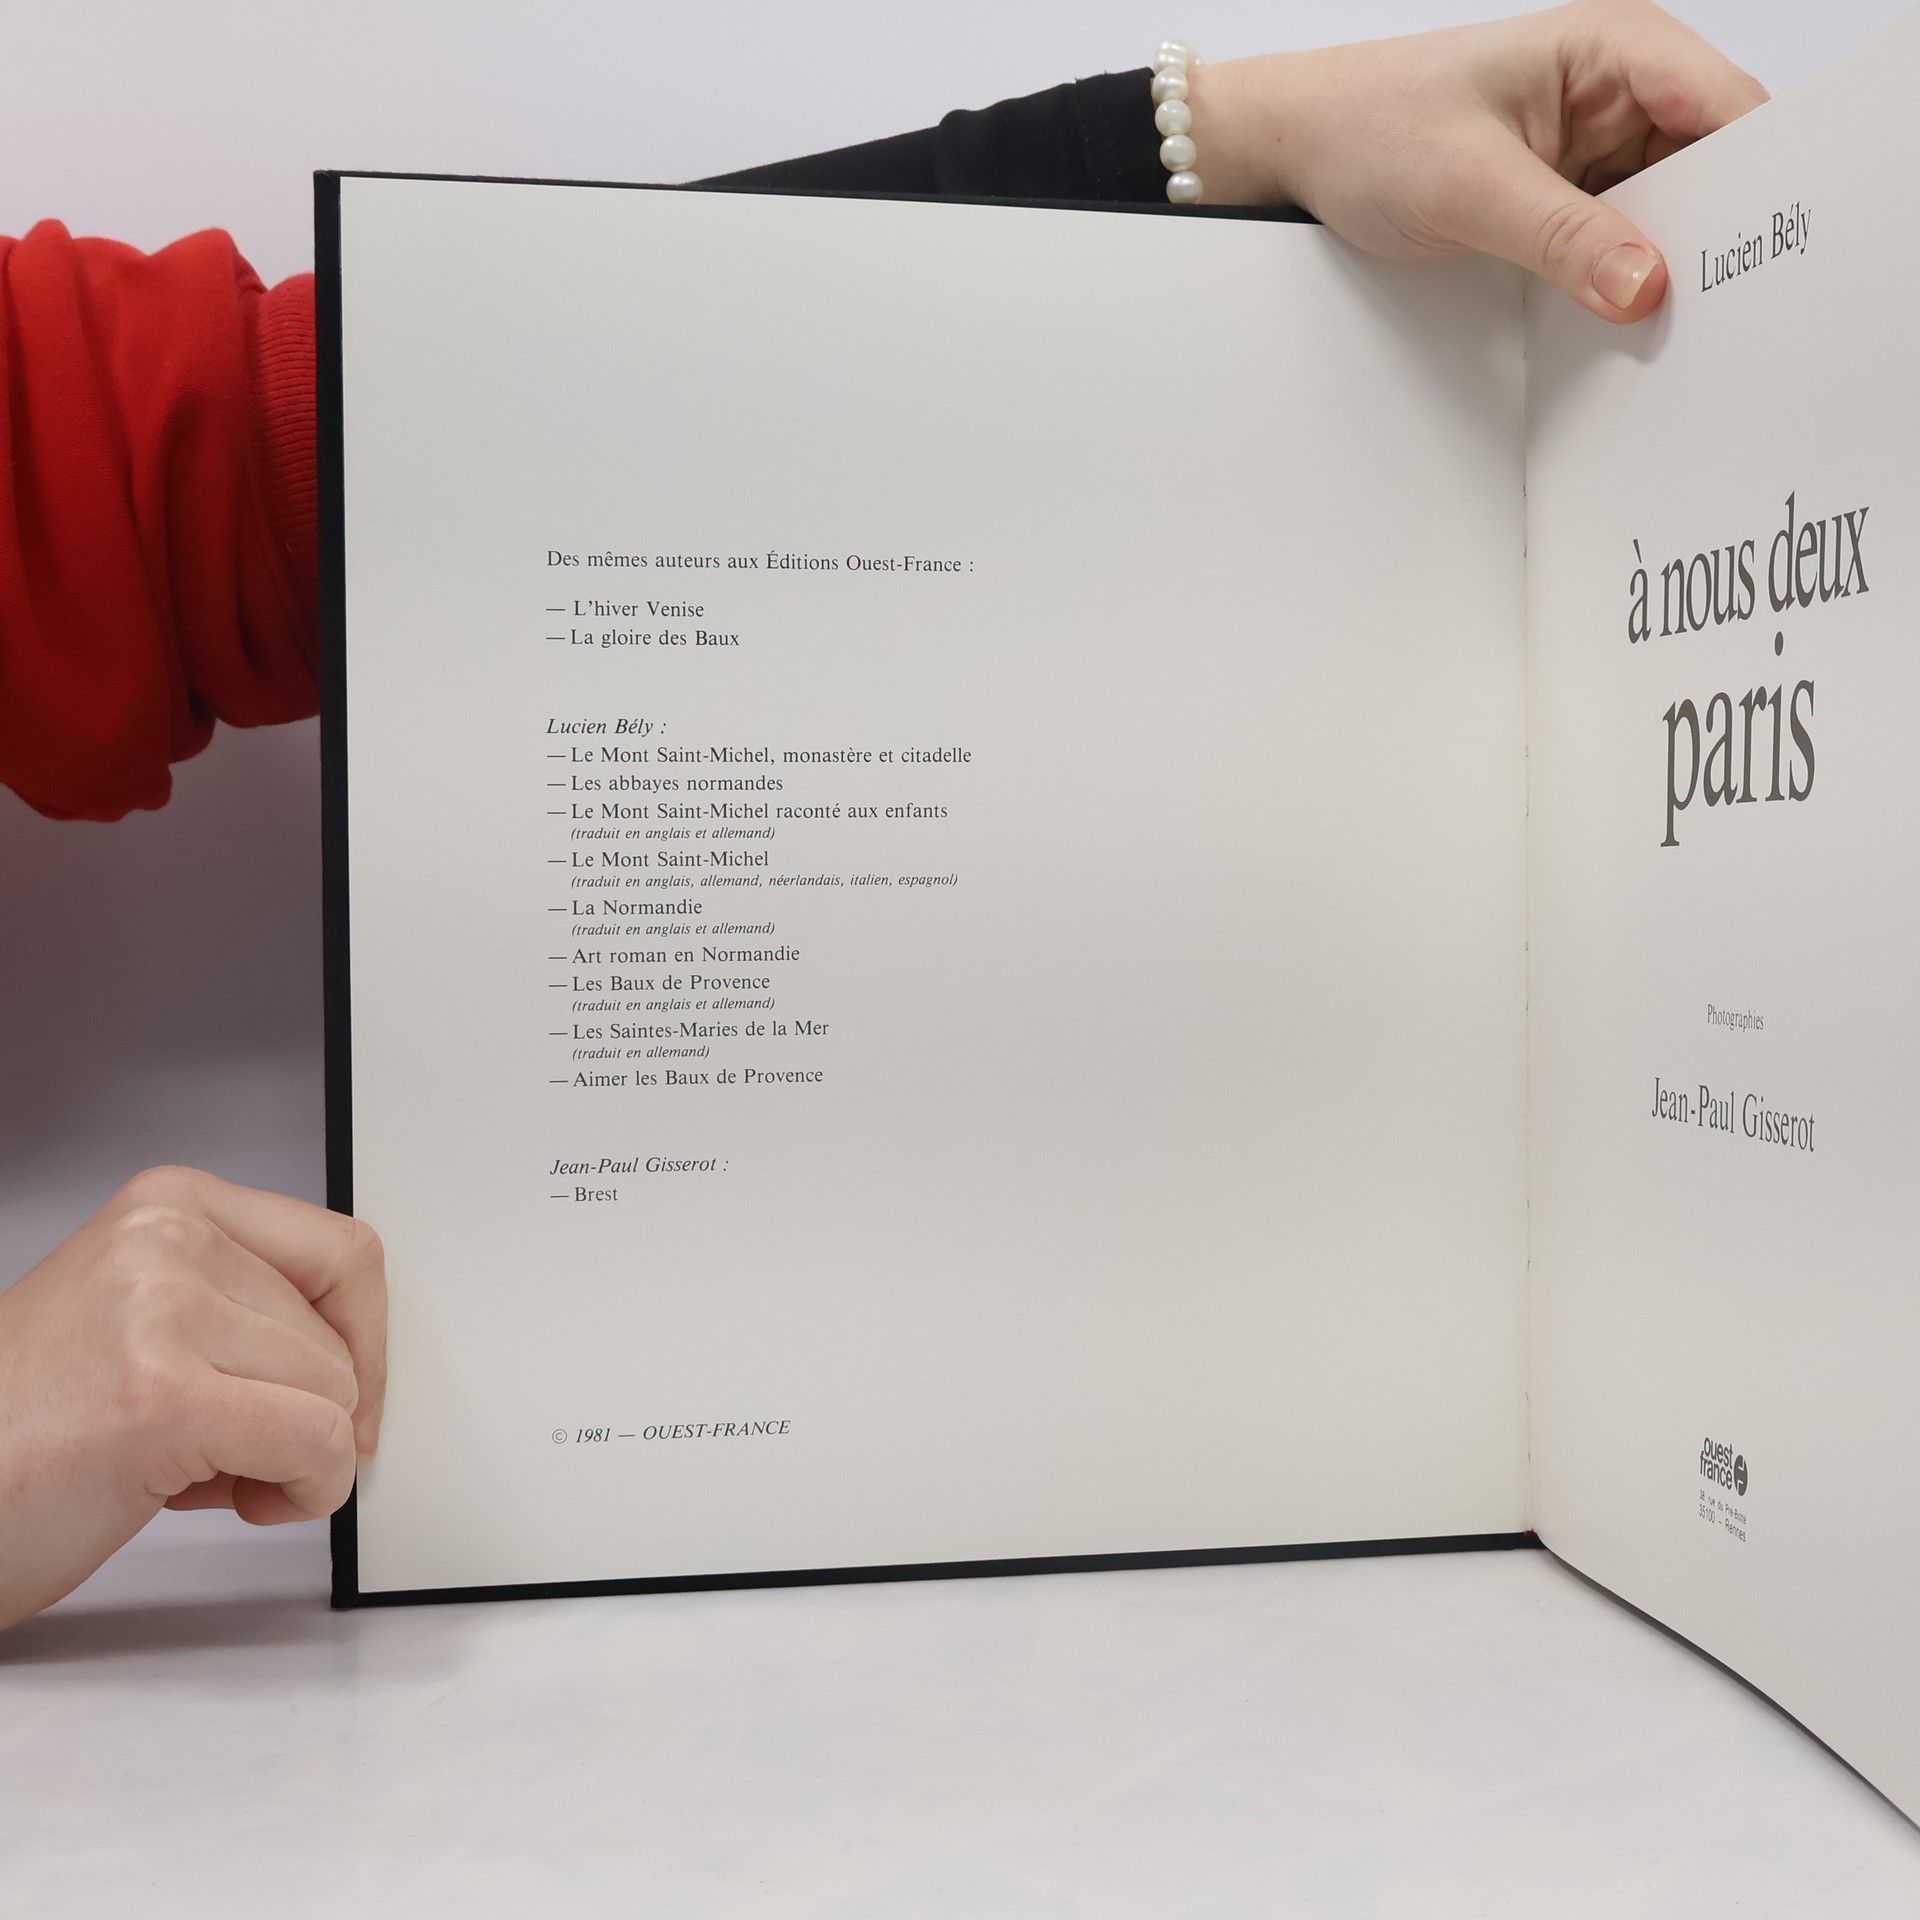 Des mêmes auteurs aux Éditions Ouest-France :
— L'hiver Venise
— La gloire des Baux
Lucien Bély :
— Le Mont Saint-Michel, monastère et citadelle
— Les abbayes normandes
— Le Mont Saint-Michel raconté aux enfants
(traduit en anglais et allemand)
— Le Mont Saint-Michel
(traduit en anglais, allemand, néerlandais, italien, espagnol)
— La Normandie
(traduit en anglais et allemand)
— Art roman en Normandie
— Les Baux de Provence
(traduit en anglais et allemand)
— Les Saintes-Maries de la Mer
(traduit en allemand)
— Aimer les Baux de Provence
Jean-Paul Gisserot :
— Brest
© 1981 — OUEST-FRANCE
Lucien Bély
à nous deux
paris
Photographies
Jean-Paul Gisserot
ouest
france
38, rue du Pré-Botté
35100 - Rennes